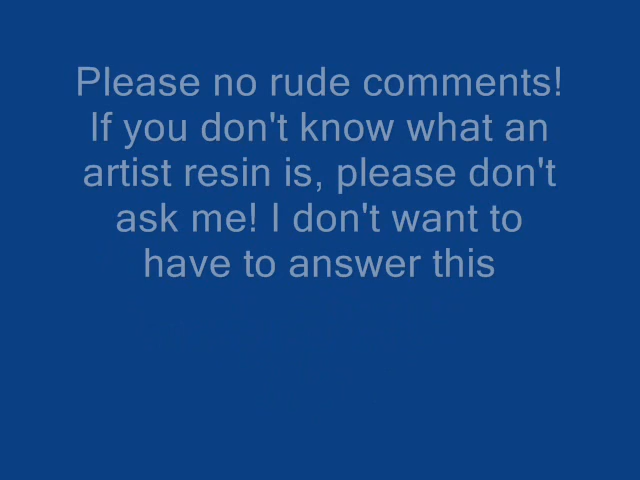 Please no rude comments!
If you don't know what an
artist resin is, please don't
ask me! I don't want to
have to answer this